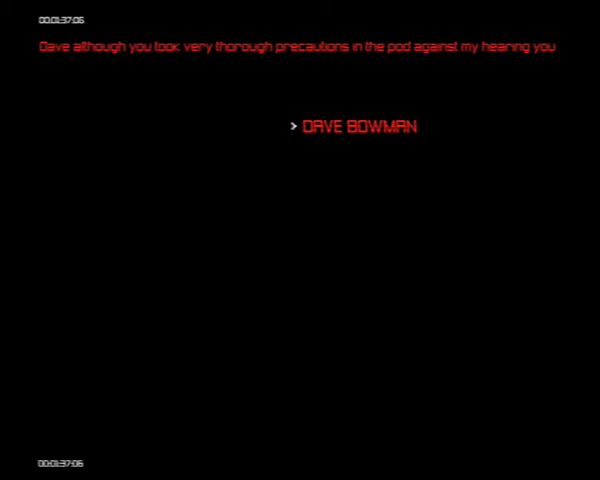 00:01:37:06
Dave although you took very thorough precautions in the pod against my hearing you
> DAVE BOWMAN
00:01:37:06